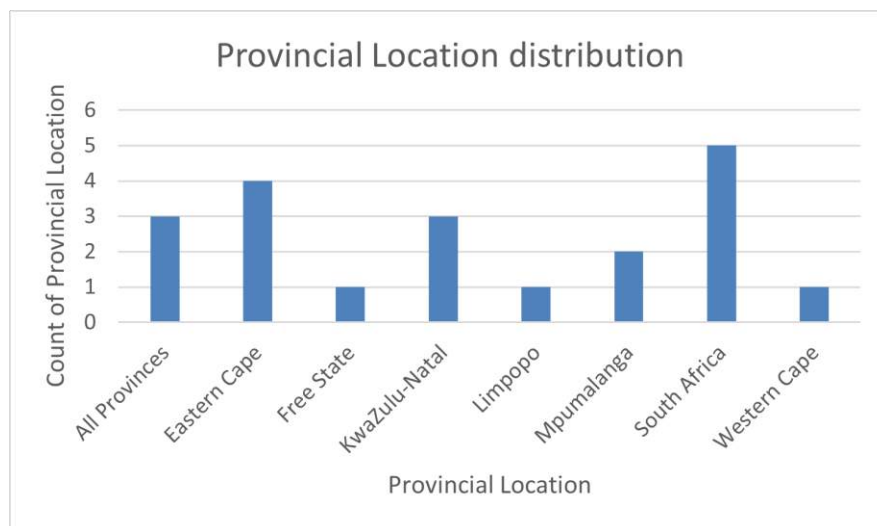 Provincial Location distribution
Count of Provincial Location
6
5
4
3
2
1
0
All Provinces
Eastern Cape
Free State
KwaZulu-Natal
Limpopo
Mpumalanga
South Africa
Western Cape
Provincial Location